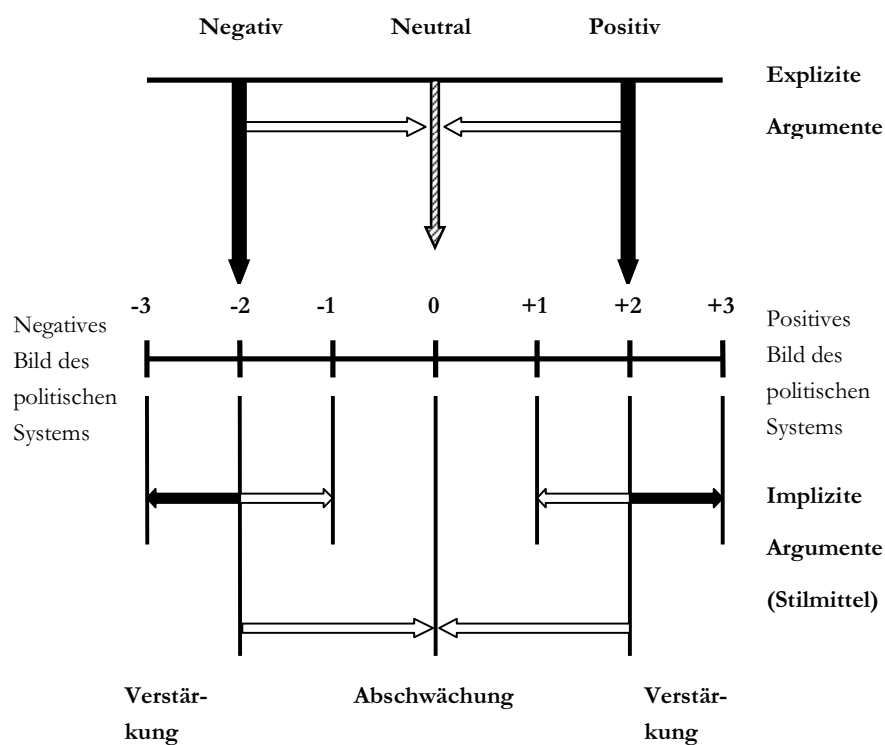 Negativ Neutral Positiv
Explizite
Argumente
-3 -2 -1 0 +1 +2 +3
Negatives
Bild des
politischen
Systems
Positives
Bild des
politischen
Systems
Implizite
Argumente
(Stilmittel)
Verstär-
kung
Abschwächung
Verstär-
kung